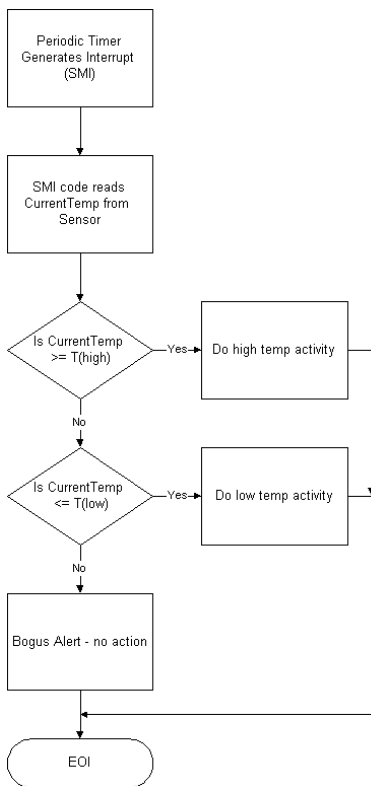 Periodic Timer
Generates Interrupt
(SMI)
SMI code reads
CurrentTemp from
Sensor
Is CurrentTemp
>= T(high)
Yes
Do high temp activity
No
Is CurrentTemp
<= T(low)
Yes
Do low temp activity
No
Bogus Alert - no action
EOI